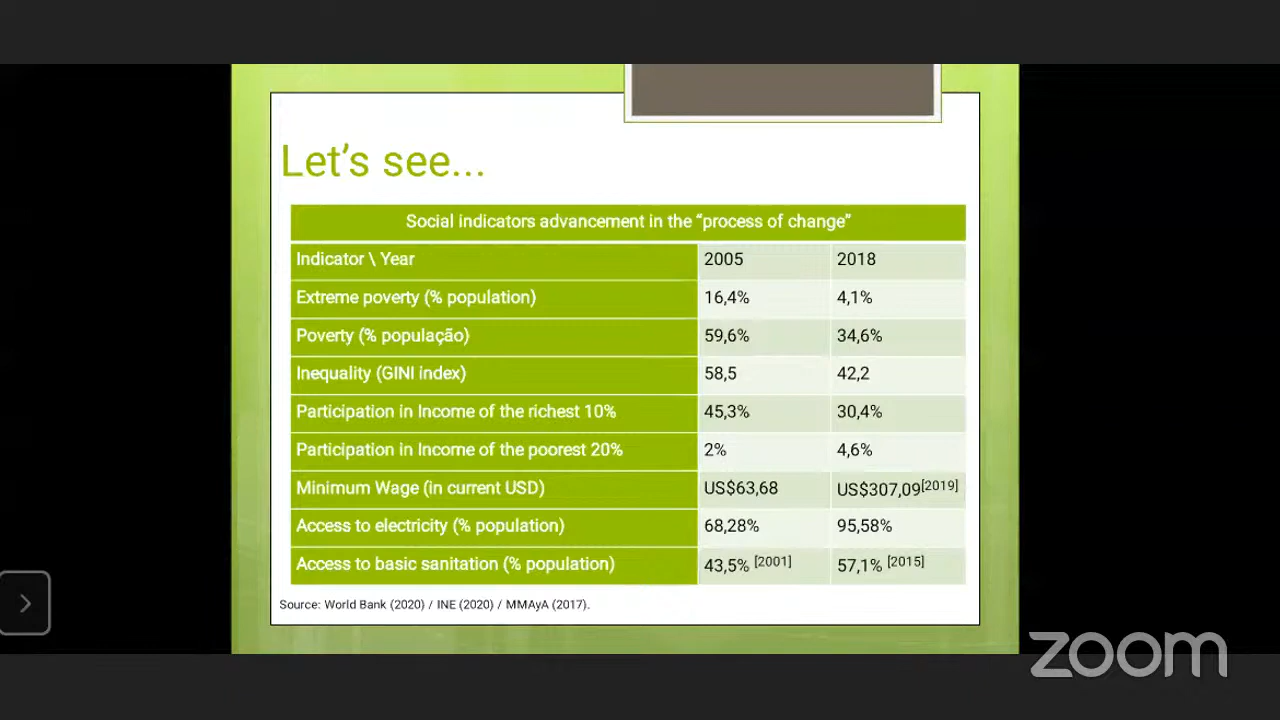 Let’s see...
Social indicators advancement in the “process of change”
Indicator \ Year 2005 2018
Extreme poverty (% population) 16,4% 4,1%
Poverty (% população) 59,6% 34,6%
Inequality (GINI index) 58,5 42,2
Participation in Income of the richest 10% 45,3% 30,4%
Participation in Income of the poorest 20% 2% 4,6%
Minimum Wage (in current USD) US$63,68 US$307,09[2019]
Access to electricity (% population) 68,28% 95,58%
Access to basic sanitation (% population) 43,5% [2001] 57,1% [2015]
Source: World Bank (2020) / INE (2020) / MMAyA (2017).
zoom